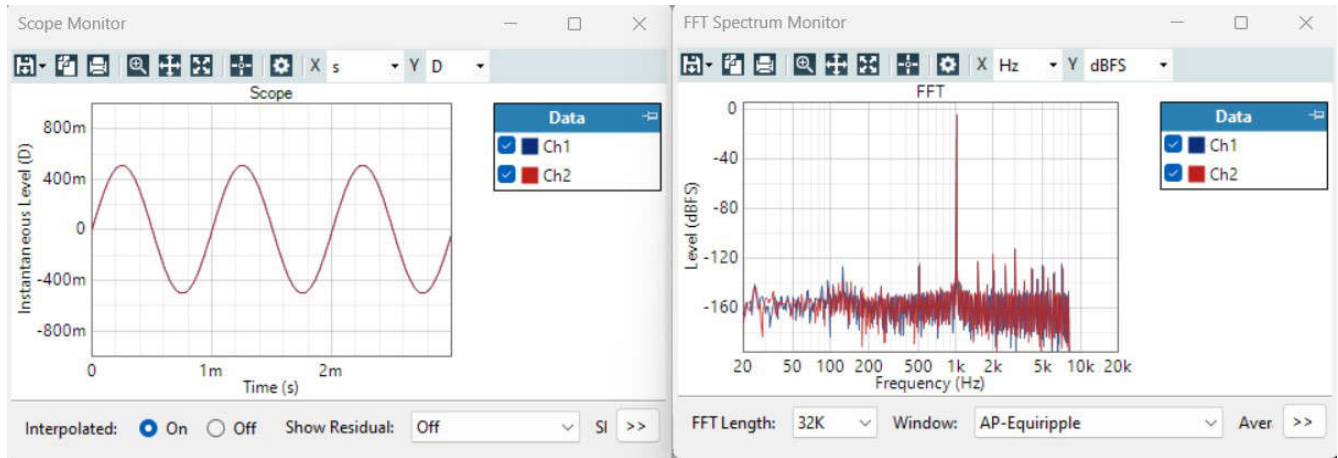 Scope Monitor
X s Y D
Scope
Instantaneous Level (D)
800m
400m
0
-400m
-800m
0 1m 2m
Time (s)
Data
Ch1
Ch2
Interpolated: On Off Show Residual: Off SI >>
FFT Spectrum Monitor
X Hz Y dBFS
FFT
Level (dBFS)
0
-40
-80
-120
-160
20 50 100 200 500 1k 2k 5k 10k 20k
Frequency (Hz)
Data
Ch1
Ch2
FFT Length: 32K Window: AP-Equiripple Aver >>